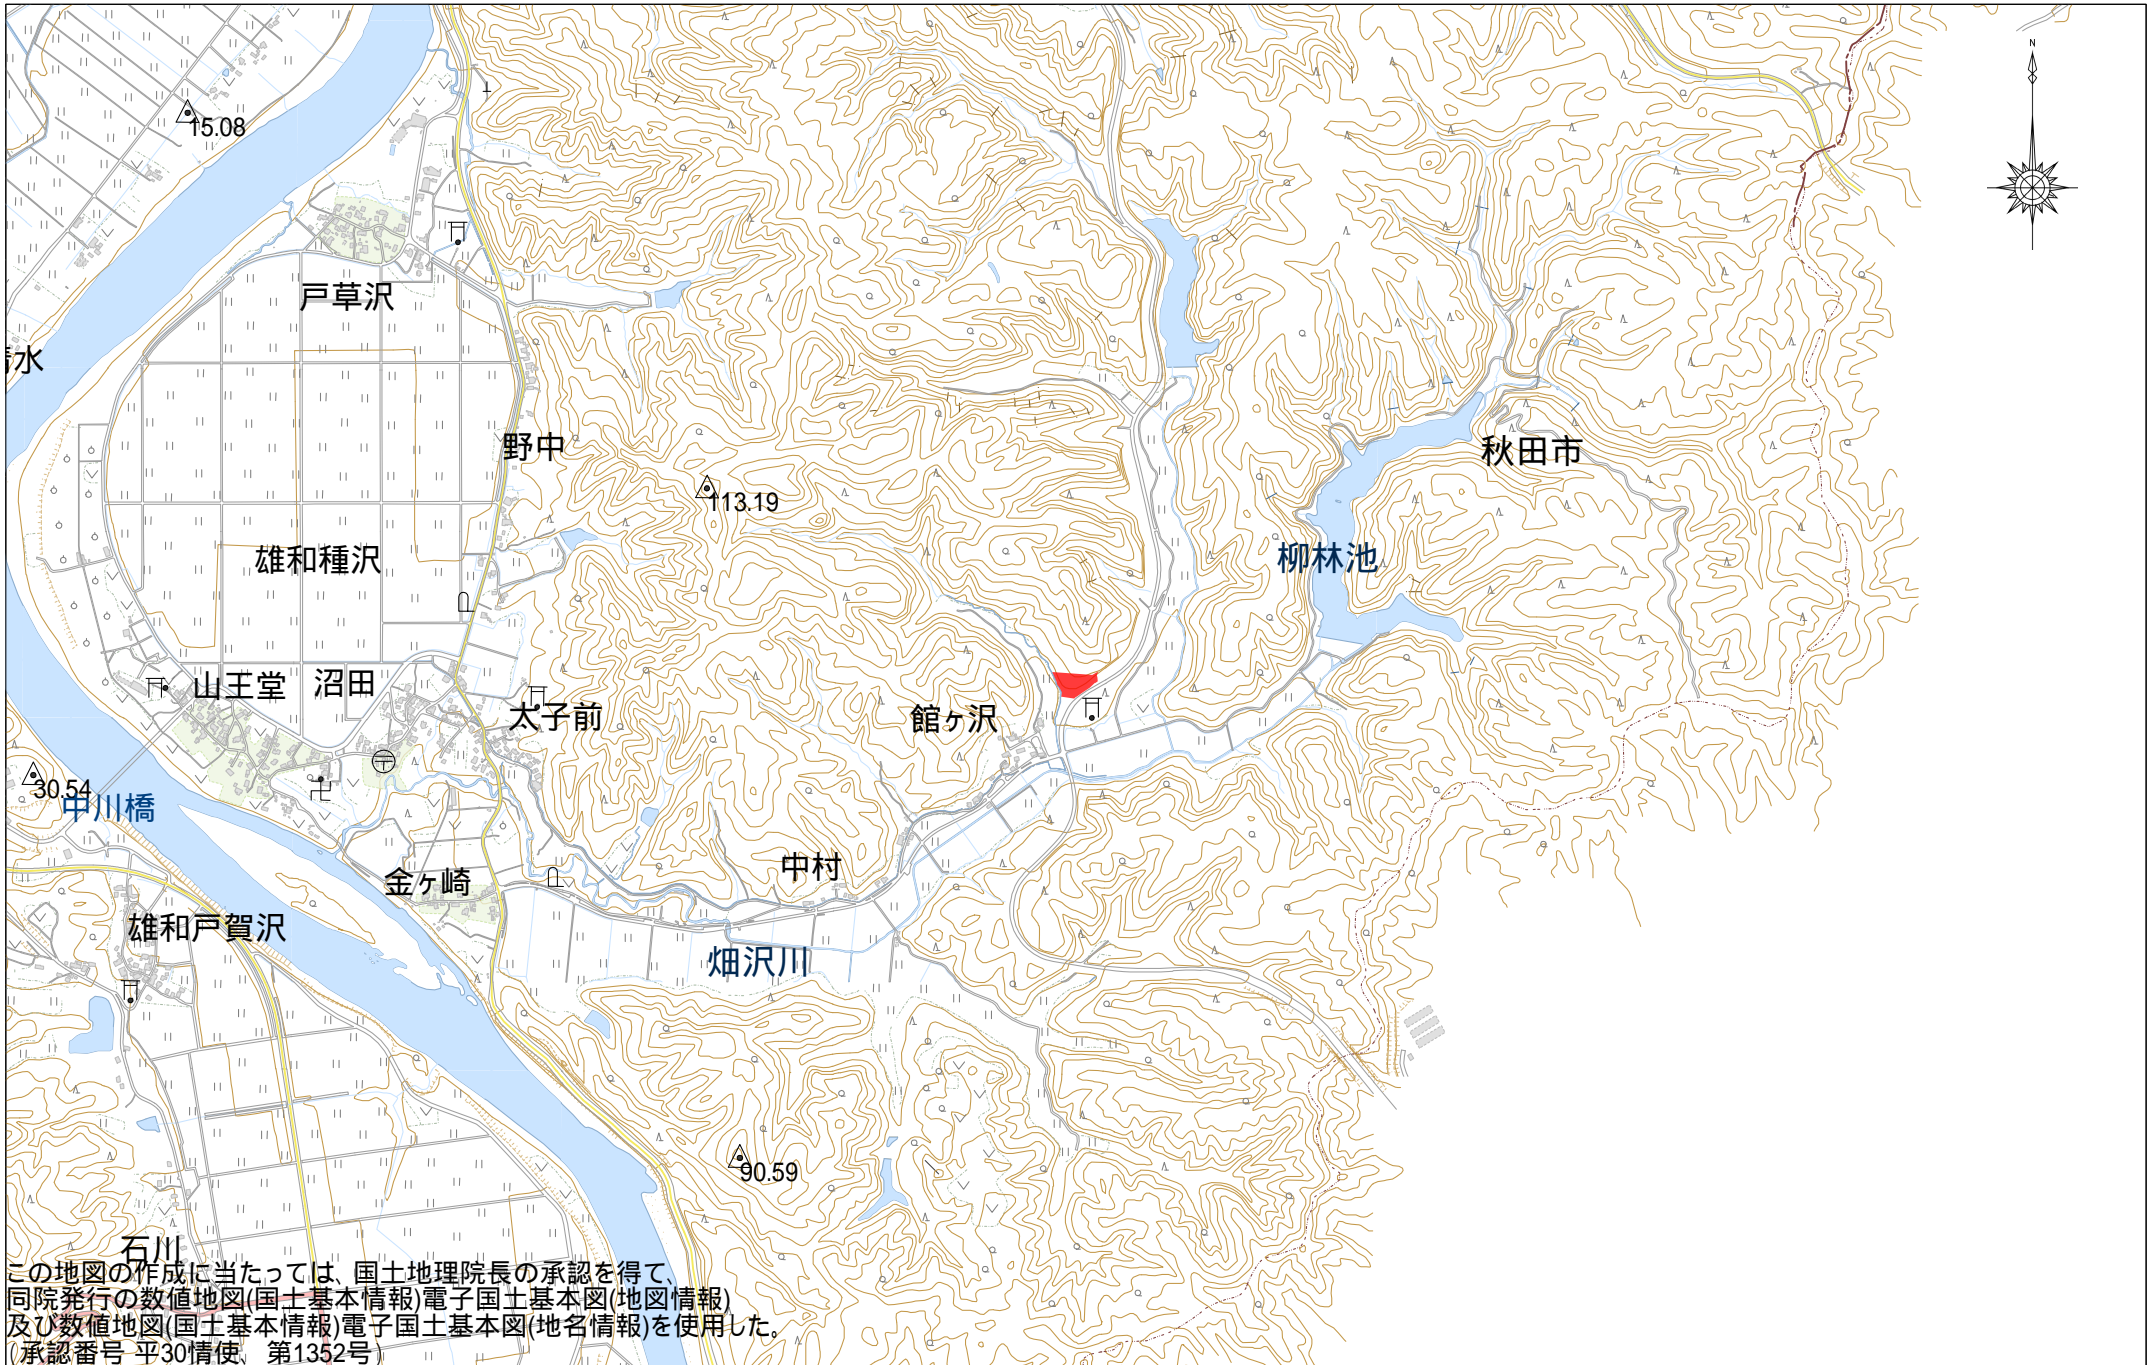 N
15.08
戸草沢
清水
野中
秋田市
113.19
雄和種沢
柳林池
山王堂
沼田
太子前
館ヶ沢
30.54
中川橋
中村
金ヶ崎
雄和戸賀沢
畑沢川
90.59
石川
この地図の作成に当たっては、国土地理院長の承認を得て、
同院発行の数値地図(国土基本情報)電子国土基本図(地図情報)
及び数値地図(国土基本情報)電子国土基本図(地名情報)を使用した。
(承認番号 平30情使、 第1352号)